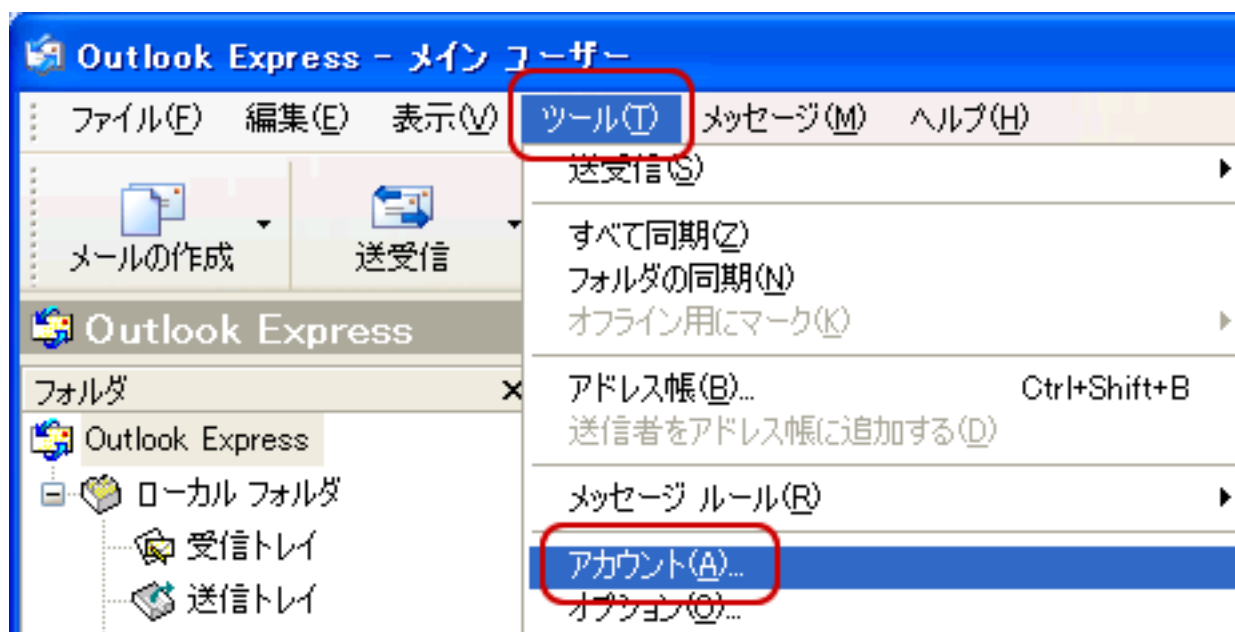 Outlook Express - メイン ユーザー
ファイル(F) 編集(E) 表示(V) ツール(T) メッセージ(M) ヘルプ(H)
メールの作成 送受信
Outlook Express
フォルダ
Outlook Express
ローカル フォルダ
受信トレイ
送信トレイ
送受信(S)
すべて同期(Z)
フォルダの同期(N)
オフライン用にマーク(K)
アドレス帳(B)... Ctrl+Shift+B
送信者をアドレス帳に追加する(D)
メッセージ ルール(R)
アカウント(A)...
オプション(O)...